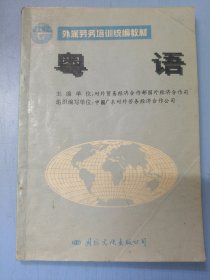 外派劳务培训统编教材
粤语
主编单位:对外贸易经济合作部国外经济合作司
组织编写单位:中国广东对外劳务经济合作公司
国际文化出版公司